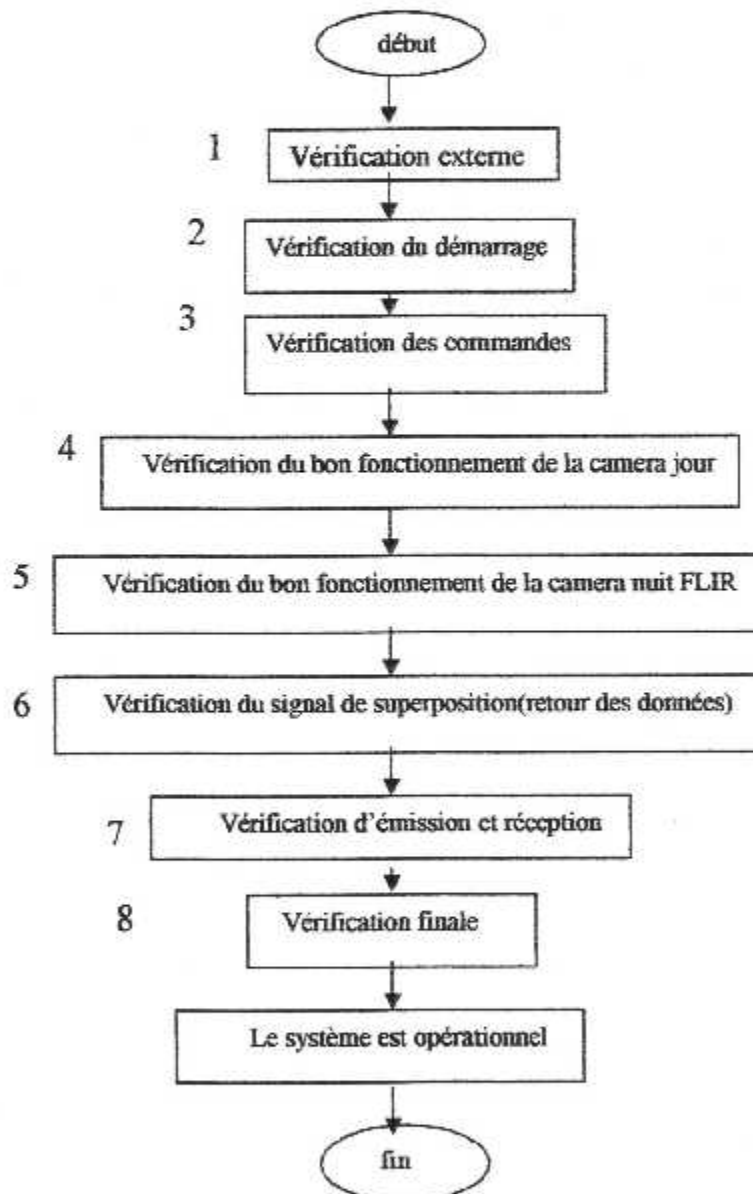 début
1 Vérification externe
2 Vérification du démarrage
3 Vérification des commandes
4 Vérification du bon fonctionnement de la camera jour
5 Vérification du bon fonctionnement de la camera nuit FLIR
6 Vérification du signal de superposition(retour des données)
7 Vérification d'émission et réception
8 Vérification finale
Le système est opérationnel
fin